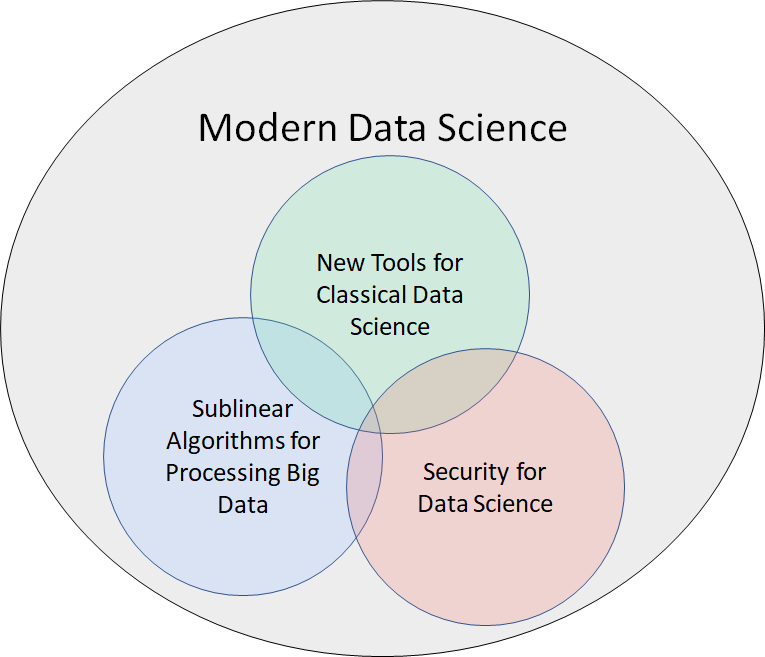 Modern Data Science
New Tools for
Classical Data
Science
Sublinear
Algorithms for
Processing Big
Data
Security for
Data Science